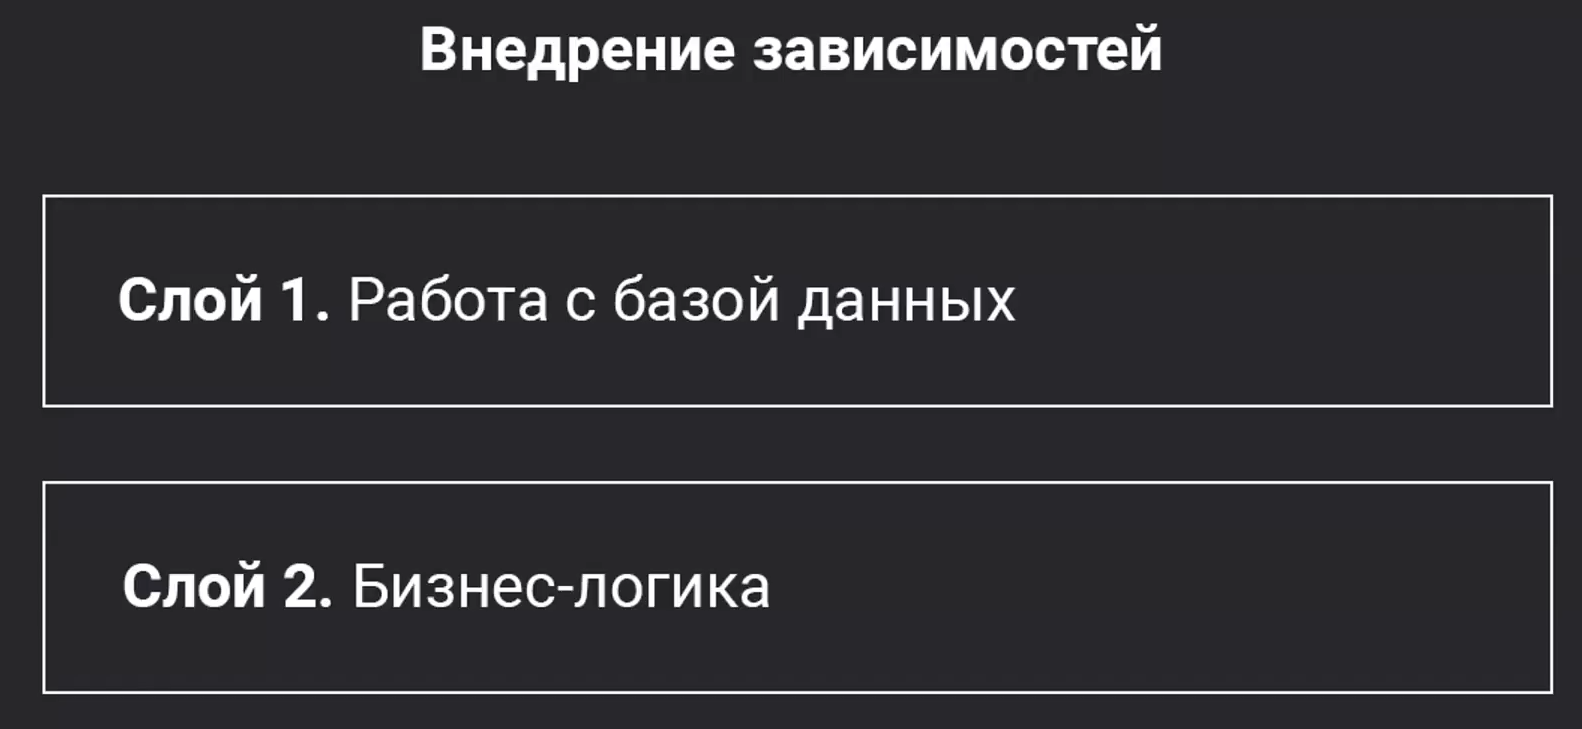 Внедрение зависимостей
Слой 1. Работа с базой данных
Слой 2. Бизнес-логика